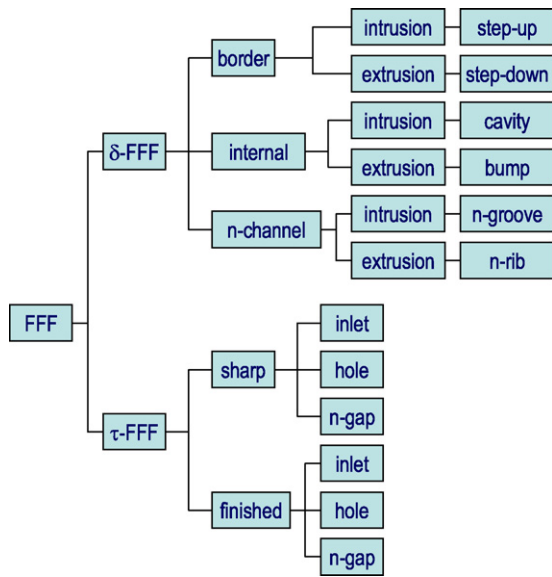 intrusion
step-up
border
extrusion
step-down
intrusion
cavity
δ-FFF
internal
extrusion
bump
intrusion
n-groove
n-channel
extrusion
n-rib
FFF
inlet
sharp
hole
n-gap
τ-FFF
inlet
finished
hole
n-gap